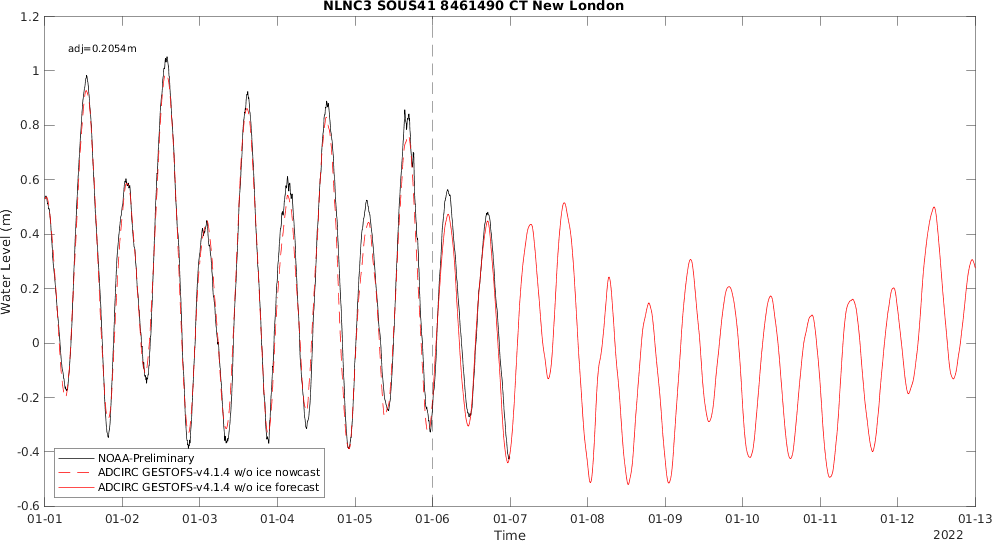 NLNC3 SOUS41 8461490 CT New London
adj=0.2054m
Water Level (m)
1.2
1
0.8
0.6
0.4
0.2
0
-0.2
-0.4
-0.6
NOAA-Preliminary
ADCIRC GESTOFS-v4.1.4 w/o ice nowcast
ADCIRC GESTOFS-v4.1.4 w/o ice forecast
01-01 01-02 01-03 01-04 01-05 01-06 01-07 01-08 01-09 01-10 01-11 01-12 01-13
Time
2022